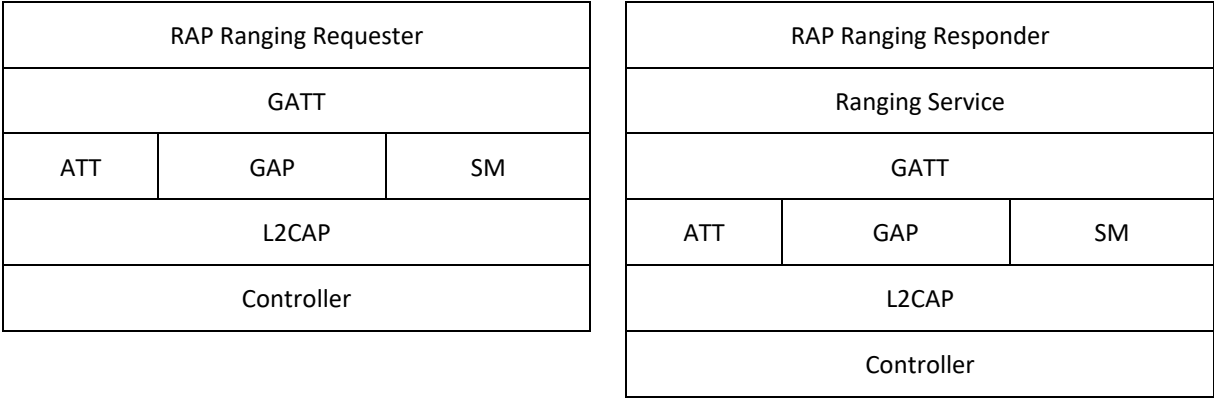 RAP Ranging Requester
GATT
ATT GAP SM
L2CAP
Controller
RAP Ranging Responder
Ranging Service
GATT
ATT GAP SM
L2CAP
Controller